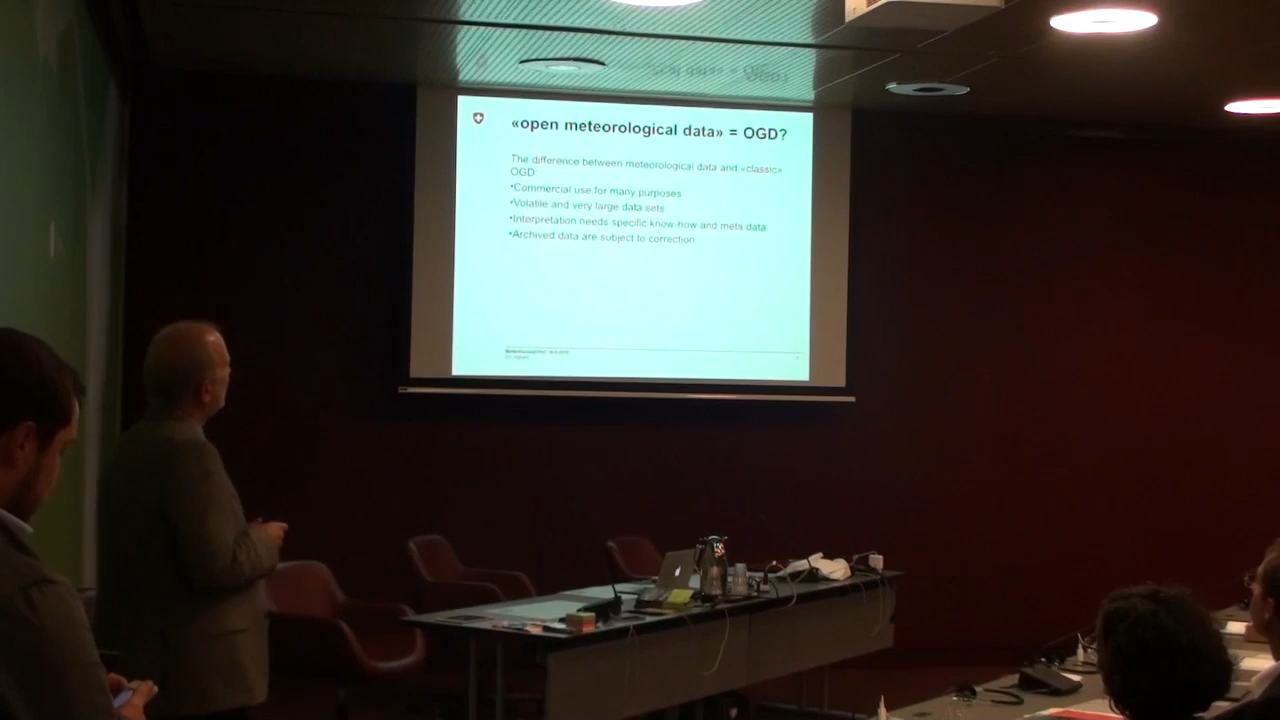 «open meteorological data» = OGD?
The difference between meteorological data and «classic»
OGD
•Commercial use for many purposes
•Volatile and very large data sets
•Interpretation needs specific know-how and meta data
•Archived data are subject to correction